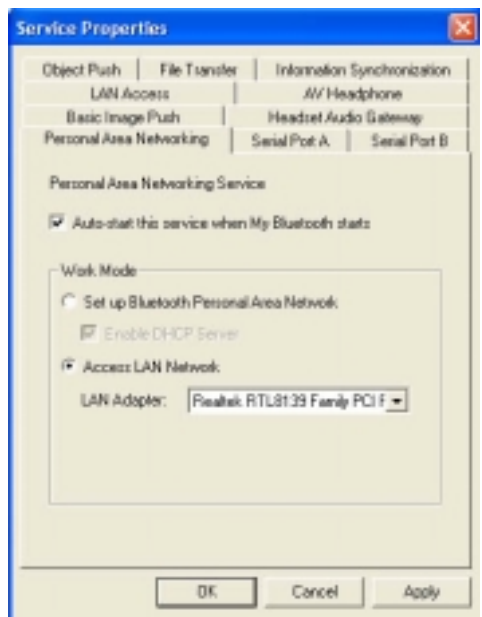 Service Properties
Object Push File Transfer Information Synchronization
LAN Access AV Headphone
Basic Image Push Headset Audio Gateway
Personal Area Networking Serial Port A Serial Port B
Personal Area Networking Service
Auto-start this service when My Bluetooth starts
Work Mode
Set up Bluetooth Personal Area Network
Enable DHCP Server
Access LAN Network
LAN Adapter: Realtek RTL8139 Family PCI F
OK Cancel Apply